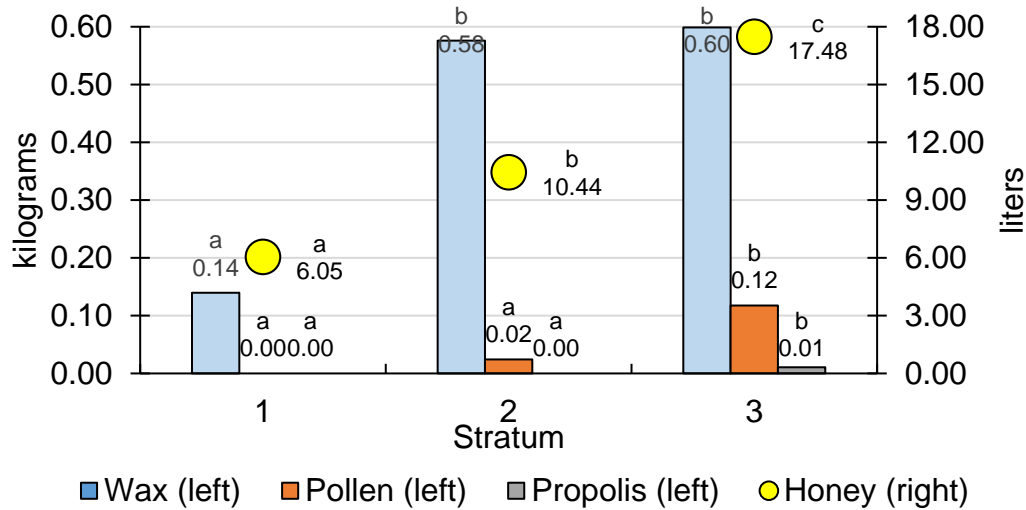 0.60
0.50
0.40
0.30
0.20
0.10
0.00
kilograms
18.00
15.00
12.00
9.00
6.00
3.00
0.00
liters
a
0.14
a
6.05
a
0.00
a
0.00
b
0.58
b
10.44
a
0.02
a
0.00
b
0.60
c
17.48
b
0.12
b
0.01
1 2 3
Stratum
Wax (left) Pollen (left) Propolis (left) Honey (right)